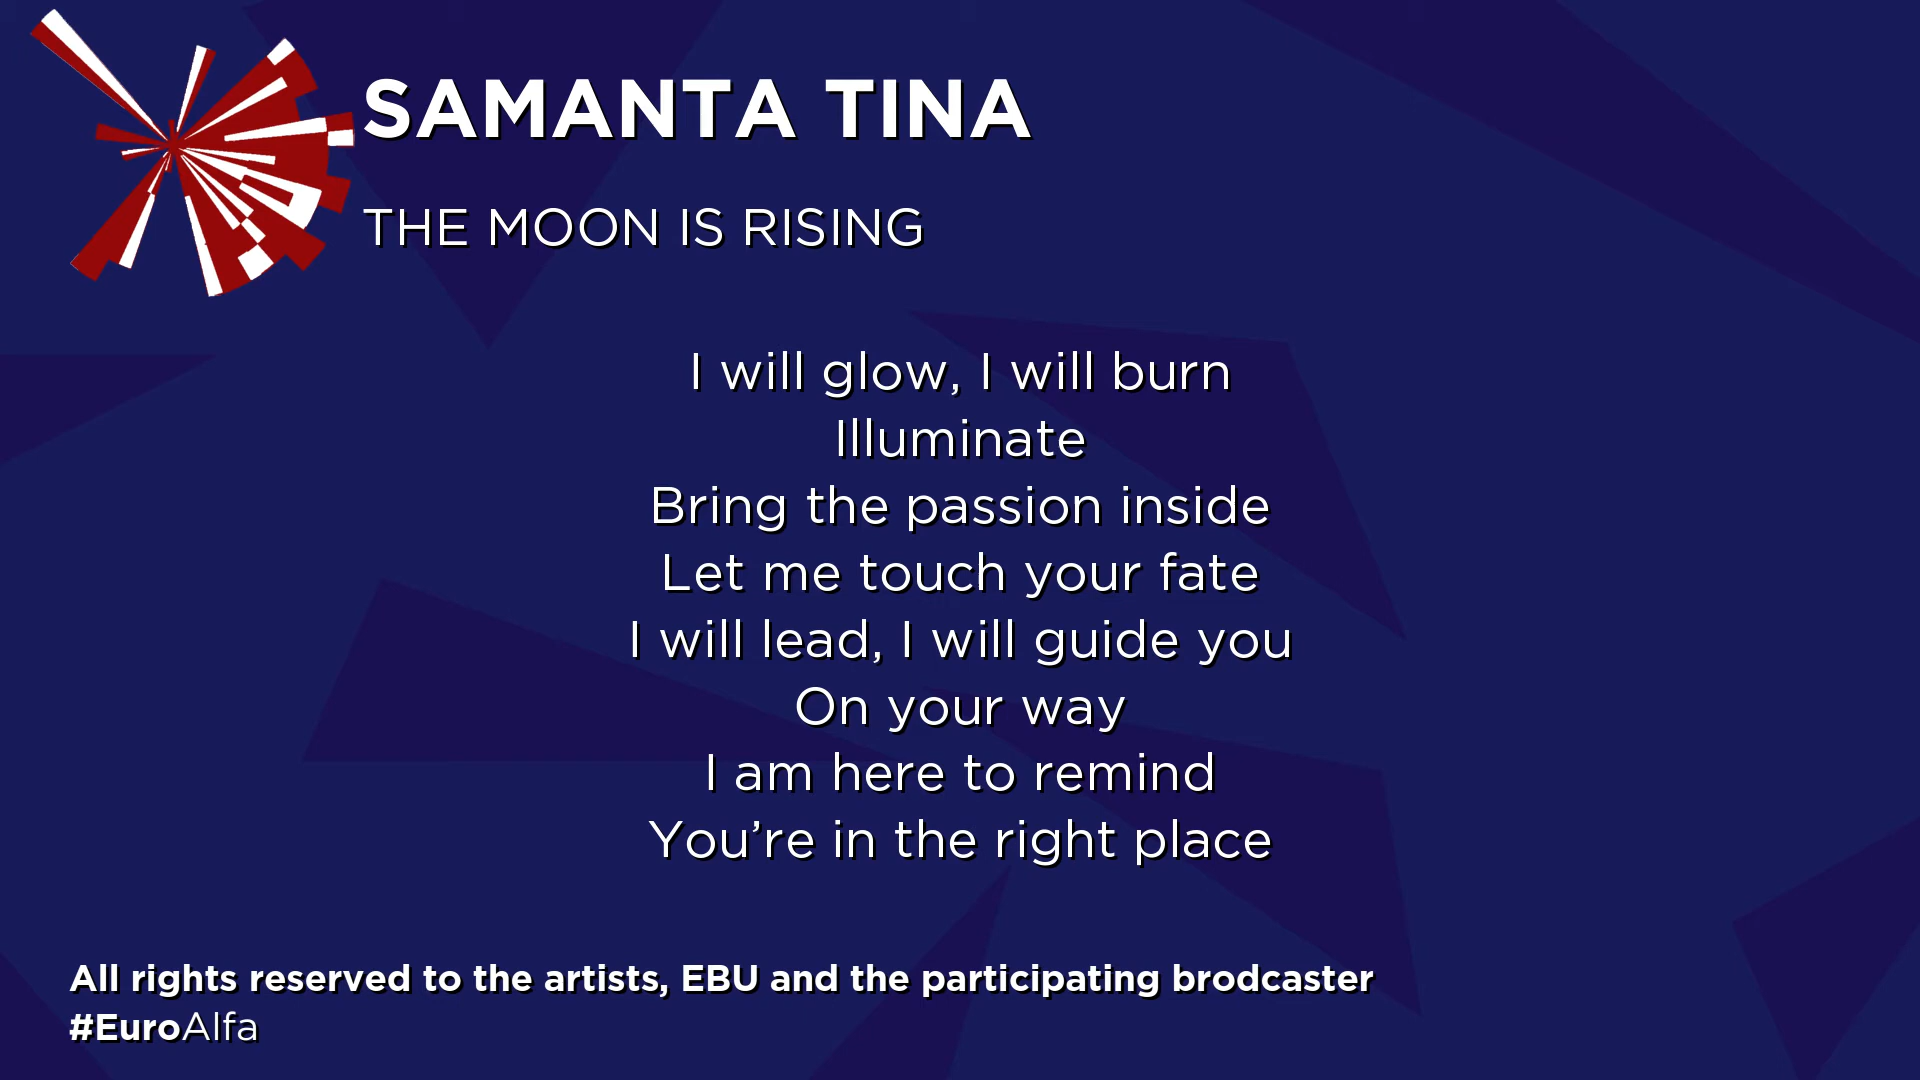 SAMANTA TINA
THE MOON IS RISING
I will glow, I will burn
Illuminate
Bring the passion inside
Let me touch your fate
I will lead, I will guide you
On your way
I am here to remind
You’re in the right place
All rights reserved to the artists, EBU and the participating brodcaster
#EuroAlfa